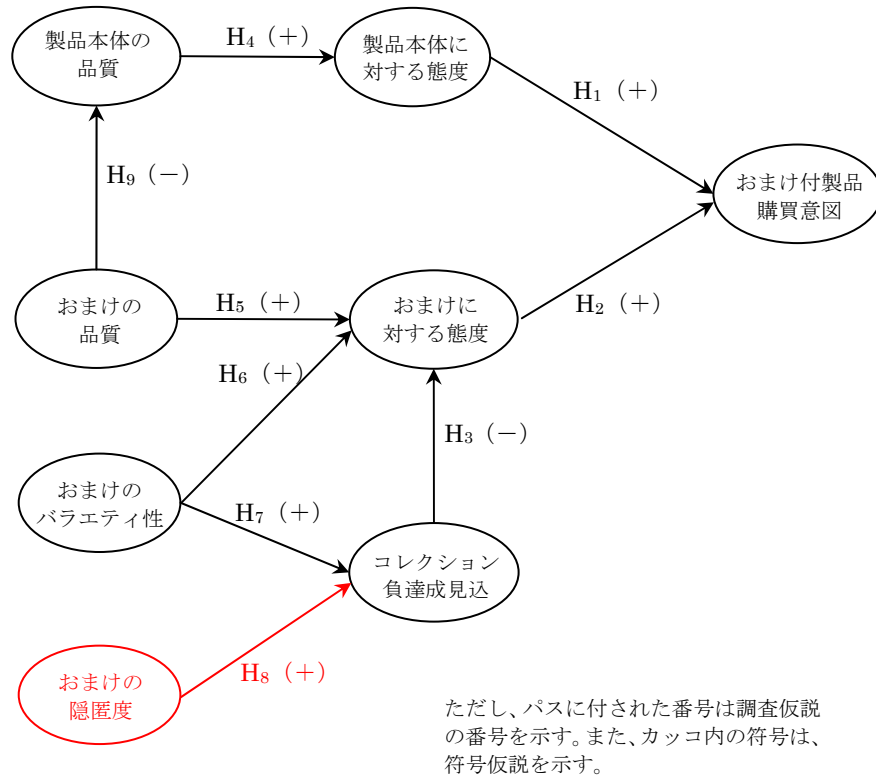 製品本体の
品質
H₄（+）
製品本体に
対する態度
H₁（+）
H₉（−）
おまけ付製品
購買意図
おまけの
品質
H₅（+）
おまけに
対する態度
H₂（+）
H₆（+）
H₃（−）
おまけの
バラエティ性
H₇（+）
コレクション
負達成見込
H₈（+）
おまけの
隠匿度
ただし、パスに付された番号は調査仮説
の番号を示す。また、カッコ内の符号は、
符号仮説を示す。